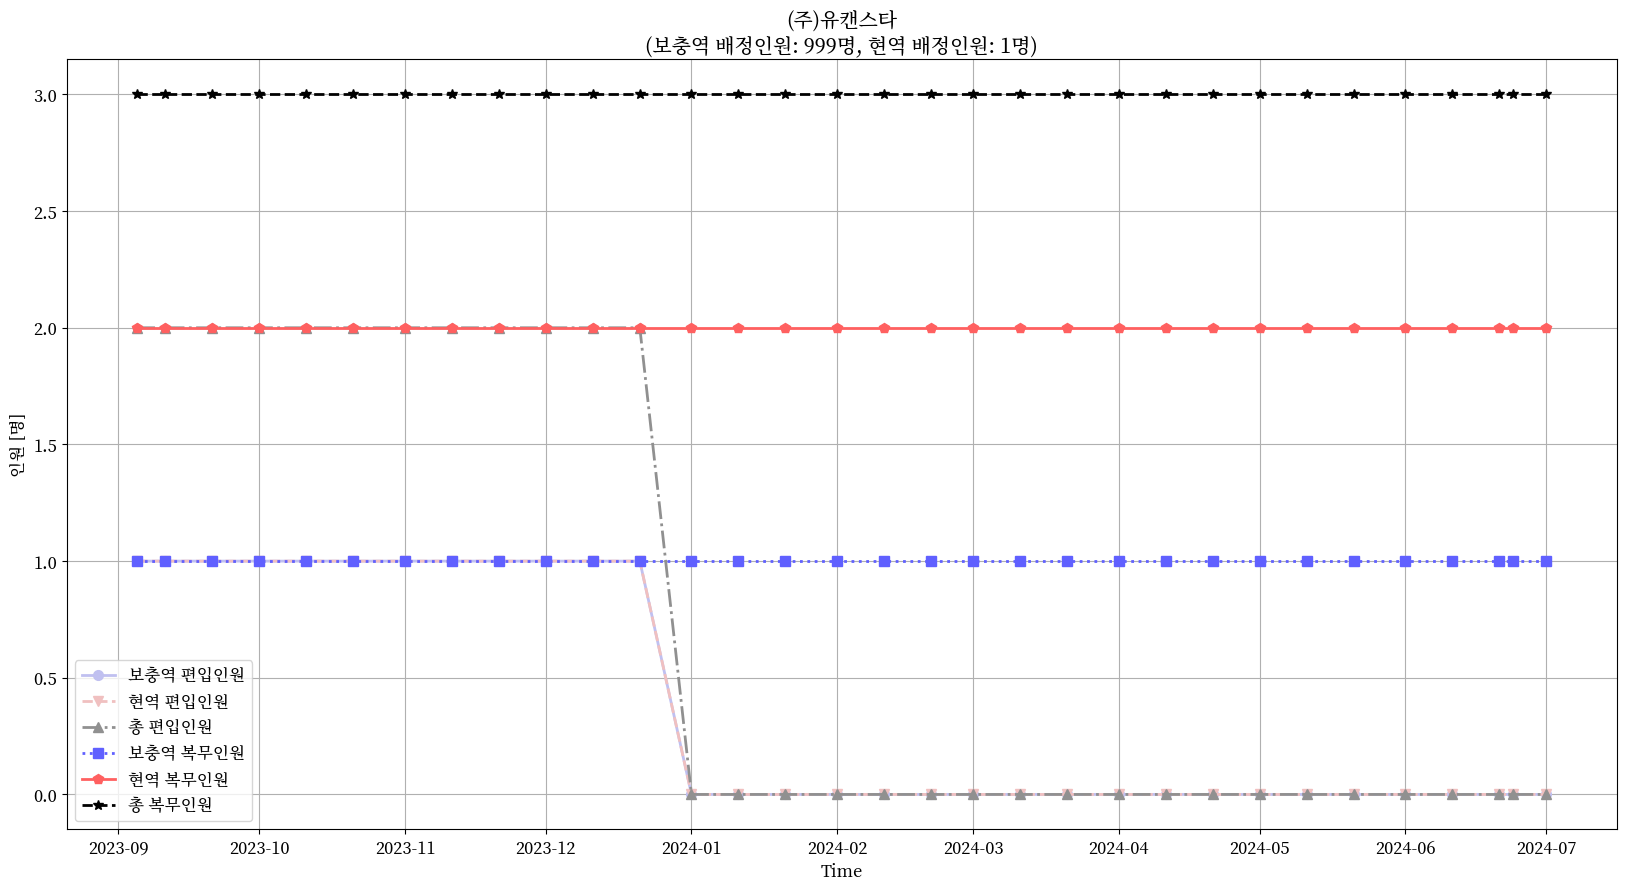 (주)유캔스타
(보충역 배정인원: 999명, 현역 배정인원: 1명)
3.0
2.5
2.0
1.5
1.0
0.5
0.0
인원 [명]
보충역 편입인원
현역 편입인원
총 편입인원
보충역 복무인원
현역 복무인원
총 복무인원
2023-09 2023-10 2023-11 2023-12 2024-01 2024-02 2024-03 2024-04 2024-05 2024-06 2024-07
Time